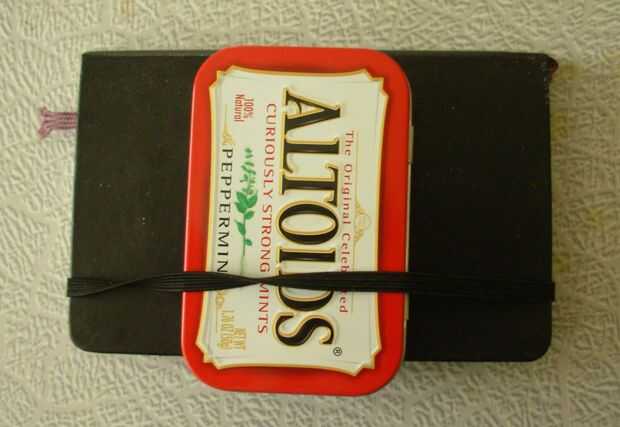 The Original Celebrated
ALTOIDS®
CURIOUSLY STRONG MINTS
PEPPERMINT
100%
Natural
NET WT
1.76 OZ (50g)